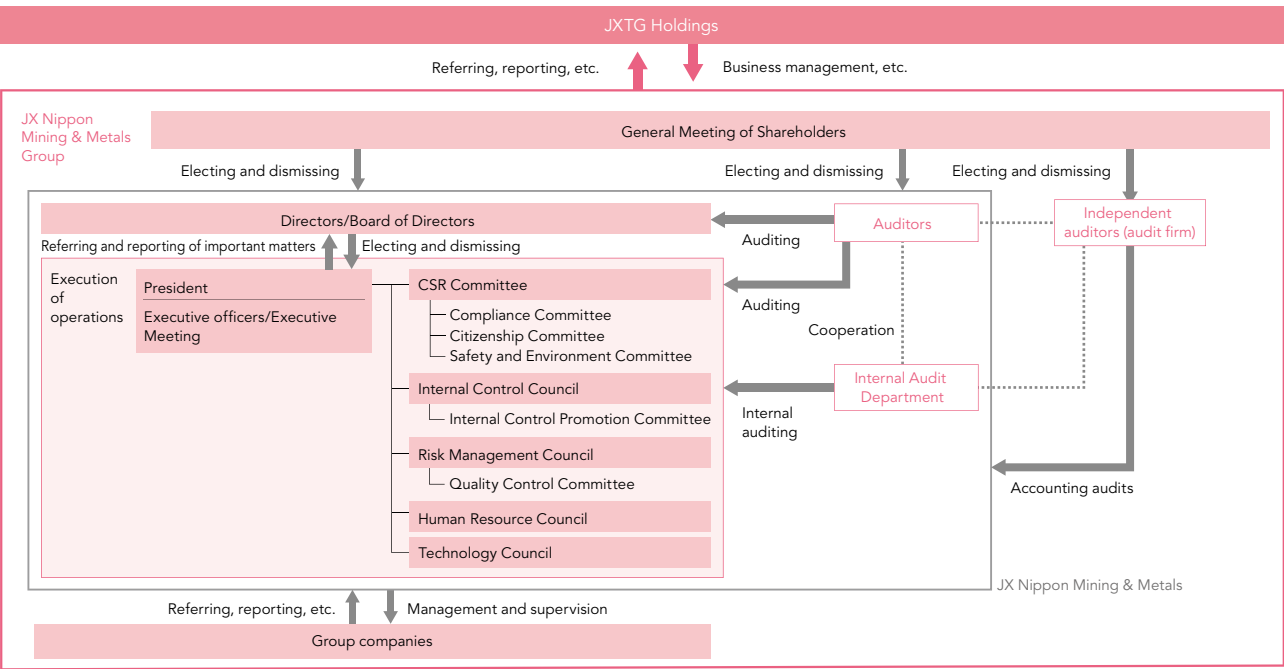 JXTG Holdings
Referring, reporting, etc.
Business management, etc.
JX Nippon
Mining & Metals
Group
General Meeting of Shareholders
Electing and dismissing
Electing and dismissing
Electing and dismissing
Directors/Board of Directors
Auditing
Auditors
Independent
auditors (audit firm)
Referring and reporting of important matters
Electing and dismissing
Execution
of
operations
President
Executive officers/Executive
Meeting
CSR Committee
Compliance Committee
Citizenship Committee
Safety and Environment Committee
Auditing
Cooperation
Internal Control Council
Internal Control Promotion Committee
Internal
auditing
Internal Audit
Department
Risk Management Council
Quality Control Committee
Accounting audits
Human Resource Council
Technology Council
JX Nippon Mining & Metals
Referring, reporting, etc.
Management and supervision
Group companies